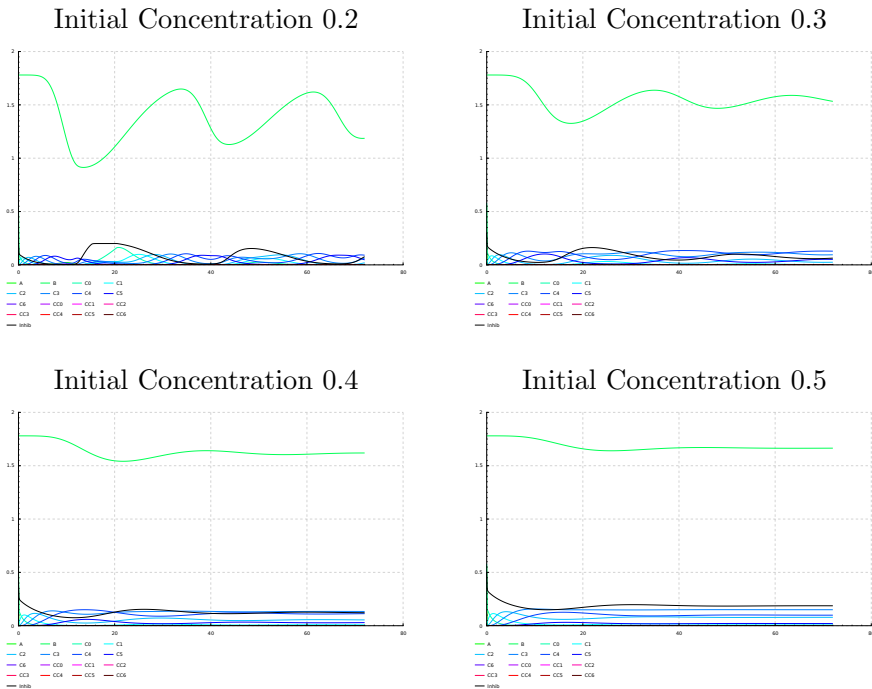 Initial Concentration 0.2
Initial Concentration 0.3
2
1.5
1
0.5
0
0
20
40
60
80
A B C0 C1
C2 C3 C4 C5
C6 CC0 CC1 CC2
CC3 CC4 CC5 CC6
Inhib
2
1.5
1
0.5
0
0
20
40
60
80
A B C0 C1
C2 C3 C4 C5
C6 CC0 CC1 CC2
CC3 CC4 CC5 CC6
Inhib
Initial Concentration 0.4
Initial Concentration 0.5
2
1.5
1
0.5
0
0
20
40
60
80
A B C0 C1
C2 C3 C4 C5
C6 CC0 CC1 CC2
CC3 CC4 CC5 CC6
Inhib
2
1.5
1
0.5
0
0
20
40
60
80
A B C0 C1
C2 C3 C4 C5
C6 CC0 CC1 CC2
CC3 CC4 CC5 CC6
Inhib